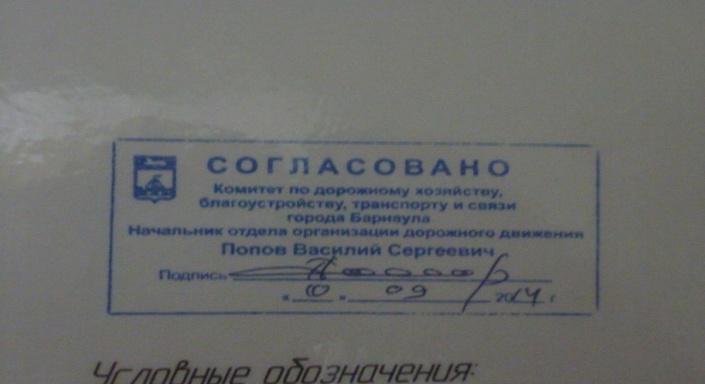 СОГЛАСОВАНО
Комитет по дорожному хозяйству,
благоустройству, транспорту и связи
города Барнаула
Начальник отдела организации дорожного движения
Попов Василий Сергеевич
Подпись
« 10 » 09 2014 г
Условные обозначения: